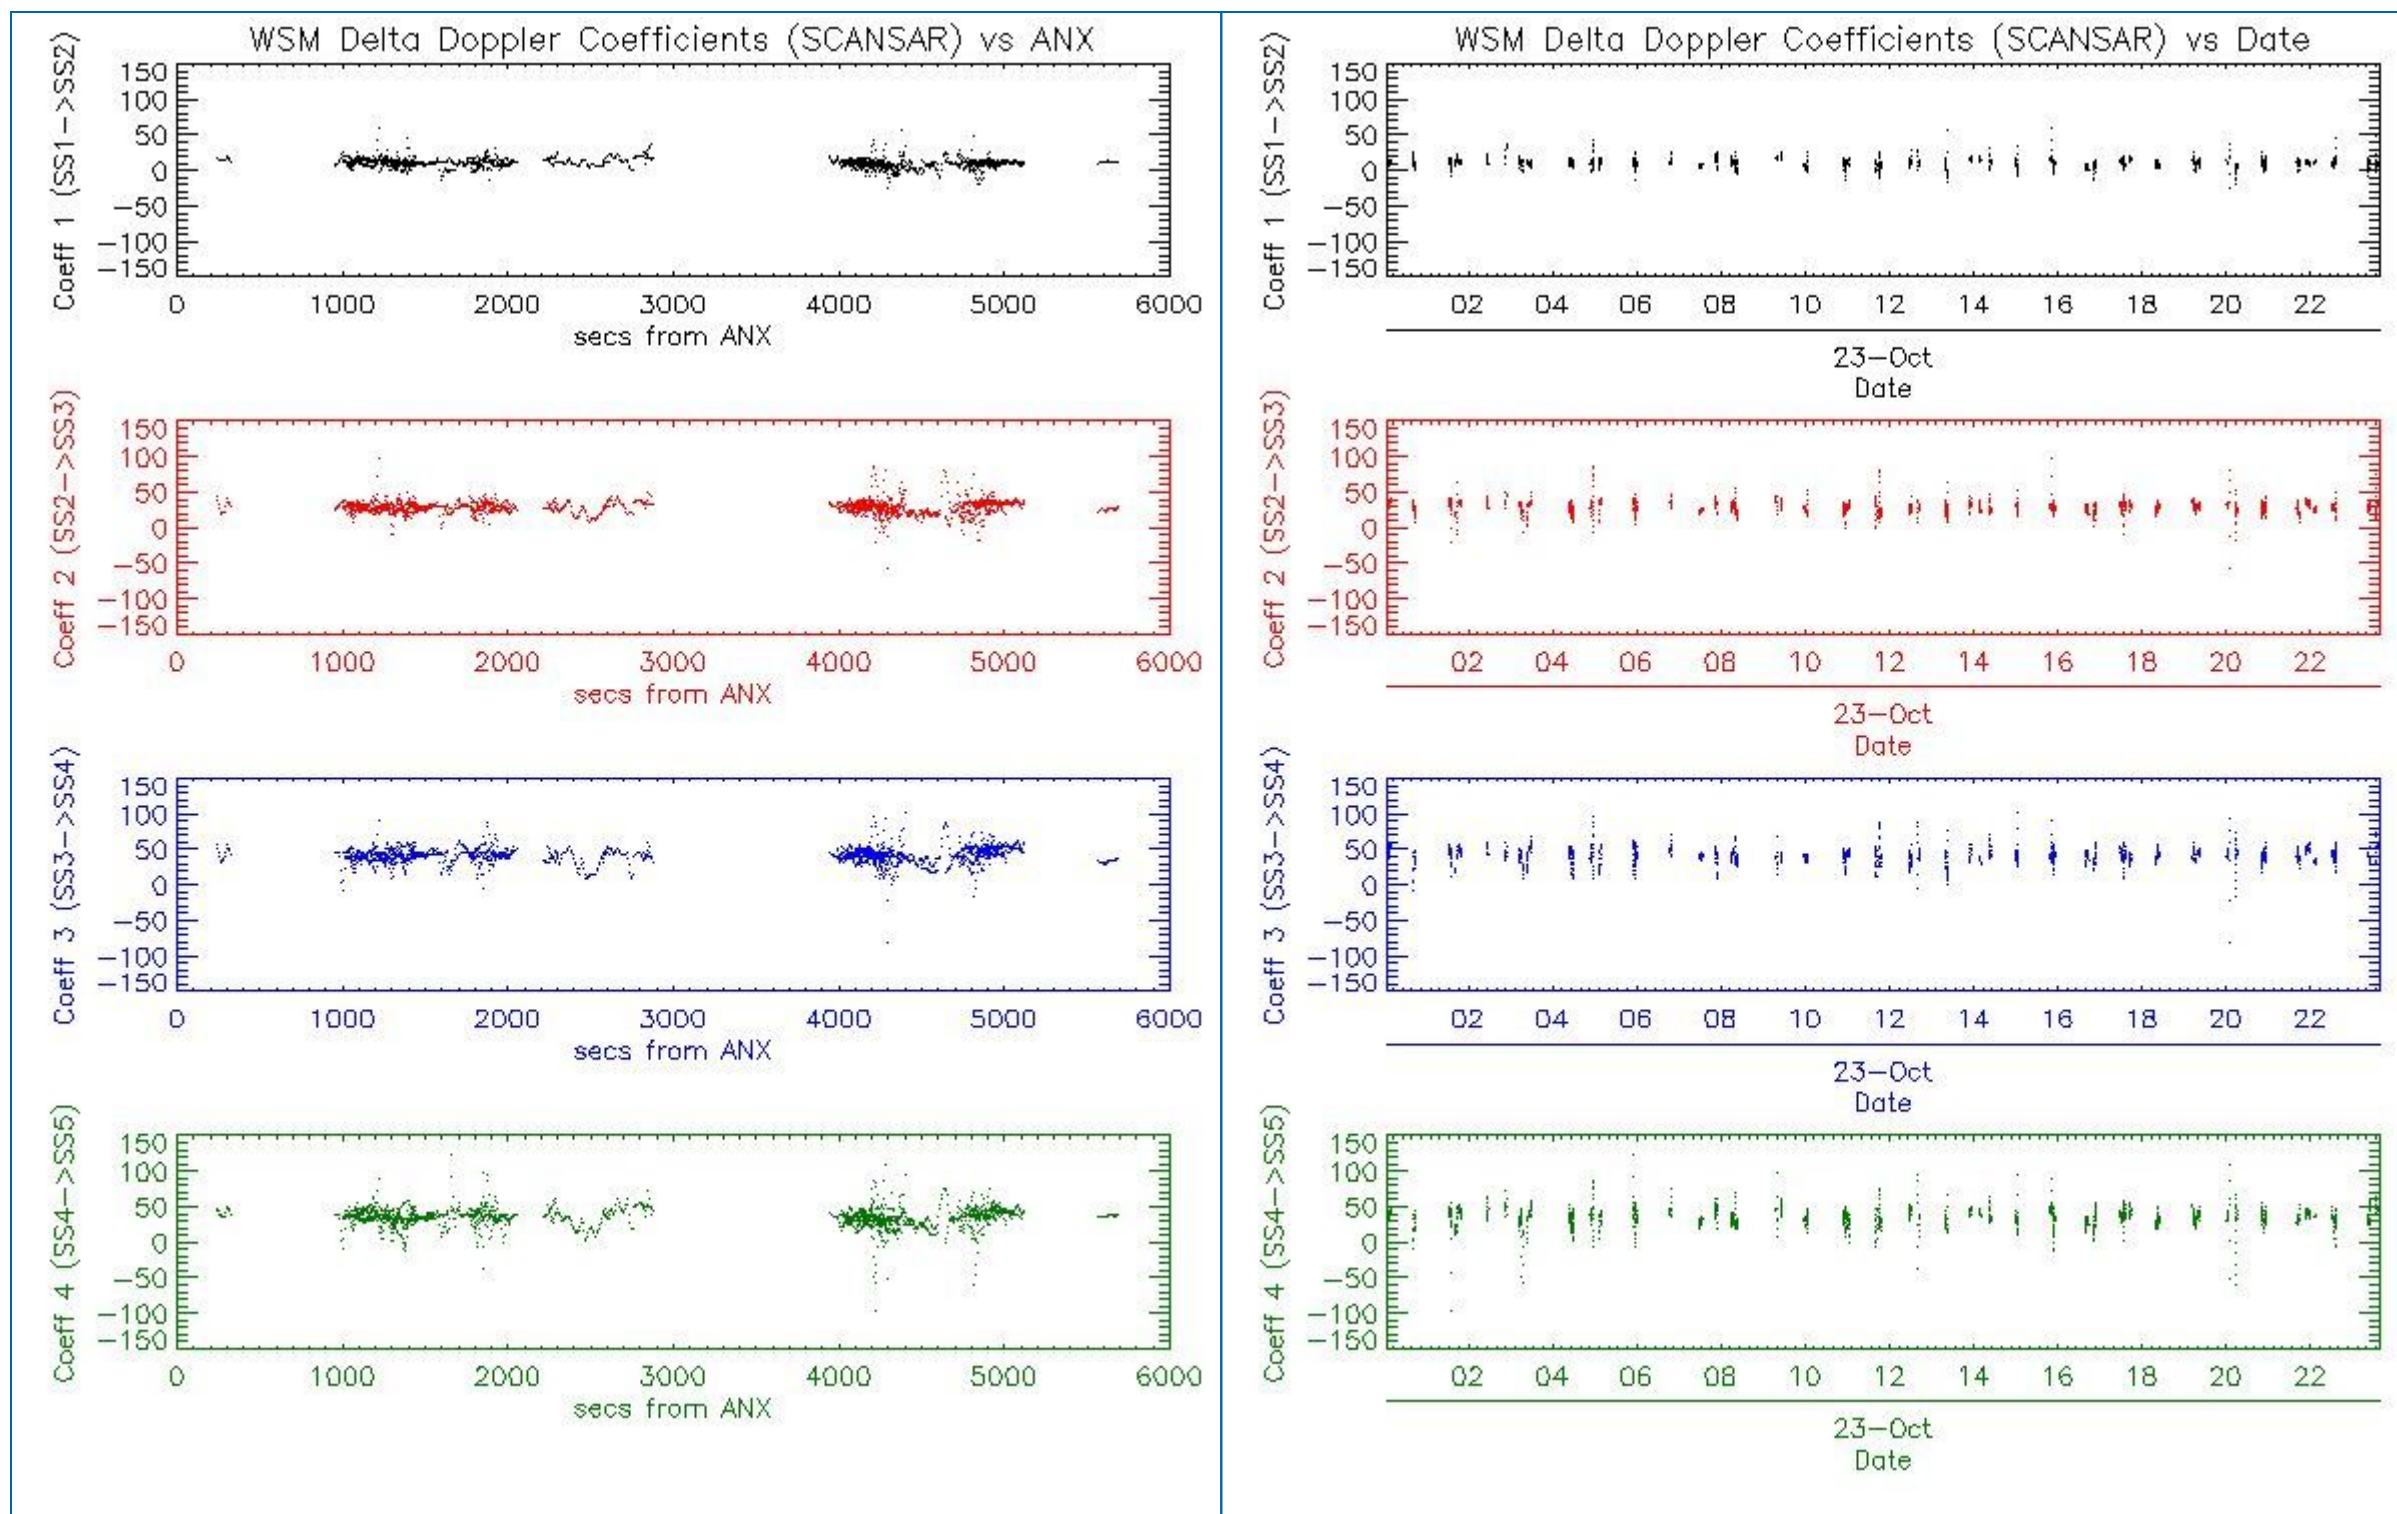 WSM Delta Doppler Coefficients (SCANSAR) vs ANX
Coeff 1 (SS1->SS2)
150
100
50
0
-50
-100
-150
0 1000 2000 3000 4000 5000 6000
secs from ANX
Coeff 2 (SS2->SS3)
150
100
50
0
-50
-100
-150
0 1000 2000 3000 4000 5000 6000
secs from ANX
Coeff 3 (SS3->SS4)
150
100
50
0
-50
-100
-150
0 1000 2000 3000 4000 5000 6000
secs from ANX
Coeff 4 (SS4->SS5)
150
100
50
0
-50
-100
-150
0 1000 2000 3000 4000 5000 6000
secs from ANX
WSM Delta Doppler Coefficients (SCANSAR) vs Date
Coeff 1 (SS1->SS2)
150
100
50
0
-50
-100
-150
02 04 06 08 10 12 14 16 18 20 22
23-Oct
Date
Coeff 2 (SS2->SS3)
150
100
50
0
-50
-100
-150
02 04 06 08 10 12 14 16 18 20 22
23-Oct
Date
Coeff 3 (SS3->SS4)
150
100
50
0
-50
-100
-150
02 04 06 08 10 12 14 16 18 20 22
23-Oct
Date
Coeff 4 (SS4->SS5)
150
100
50
0
-50
-100
-150
02 04 06 08 10 12 14 16 18 20 22
23-Oct
Date